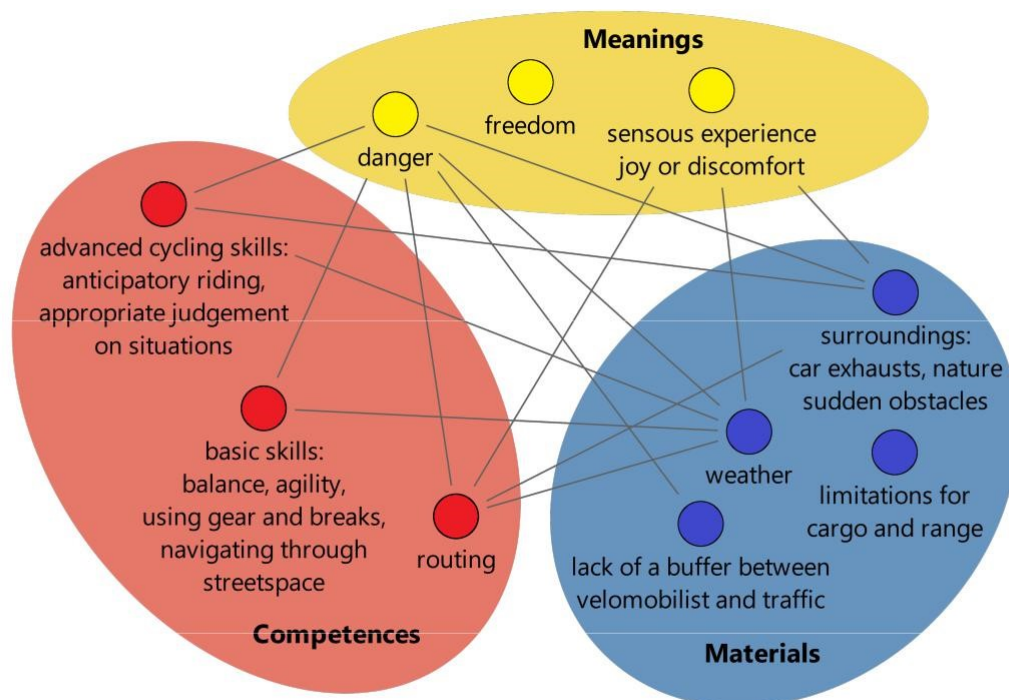 Meanings
danger
freedom
sensous experience
joy or discomfort
advanced cycling skills:
anticipatory riding,
appropriate judgement
on situations
basic skills:
balance, agility,
using gear and breaks,
navigating through
streetspace
routing
Competences
surroundings:
car exhausts, nature
sudden obstacles
weather
limitations for
cargo and range
lack of a buffer between
velomobilist and traffic
Materials